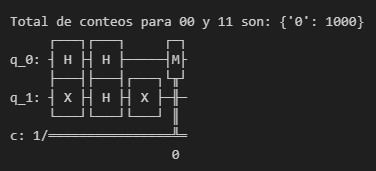 Total de conteos para 00 y 11 son: {'0': 1000}
q_0: H H M
q_1: X H X
c: 1/
0